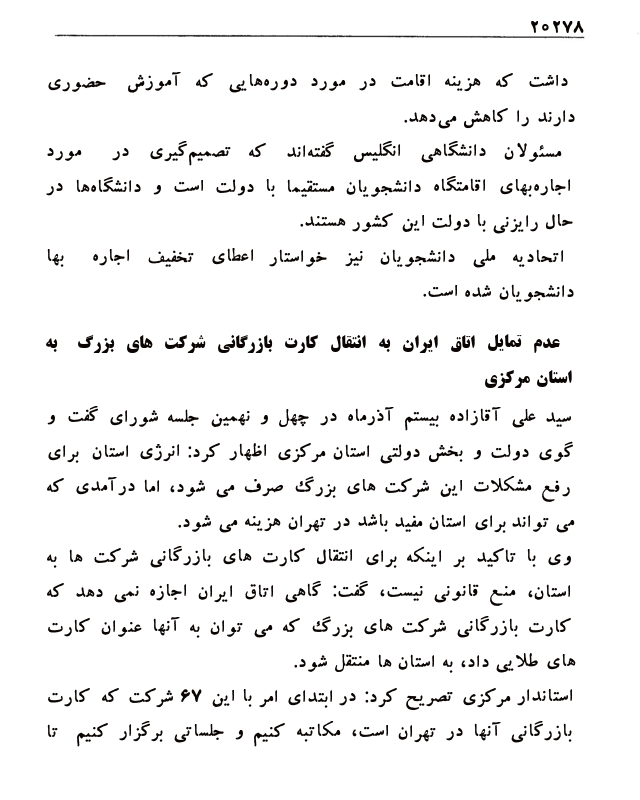 ۲۰۲۷۸
داشت که هزینه اقامت در مورد دوره‌هایی که آموزش حضوری
دارند را کاهش می‌دهد.
مسئولان دانشگاهی انگلیس گفته‌اند که تصمیم‌گیری در مورد
اجاره‌بهای اقامتگاه دانشجویان مستقیما با دولت است و دانشگاه‌ها در
حال رایزنی با دولت این کشور هستند.
اتحادیه ملی دانشجویان نیز خواستار اعطای تخفیف اجاره بها
دانشجویان شده است.
عدم تمایل اتاق ایران به انتقال کارت بازرگانی شرکت های بزرگ به
استان مرکزی
سید علی آقازاده بیستم آذرماه در چهل و نهمین جلسه شورای گفت و
گوی دولت و بخش دولتی استان مرکزی اظهار کرد: انرژی استان برای
رفع مشکلات این شرکت های بزرگ صرف می شود، اما درآمدی که
می تواند برای استان مفید باشد در تهران هزینه می شود.
وی با تاکید بر اینکه برای انتقال کارت های بازرگانی شرکت ها به
استان، منع قانونی نیست، گفت: گاهی اتاق ایران اجازه نمی دهد که
کارت بازرگانی شرکت های بزرگ که می توان به آنها عنوان کارت
های طلایی داد، به استان ها منتقل شود.
استاندار مرکزی تصریح کرد: در ابتدای امر با این ۶۷ شرکت که کارت
بازرگانی آنها در تهران است، مکاتبه کنیم و جلساتی برگزار کنیم تا